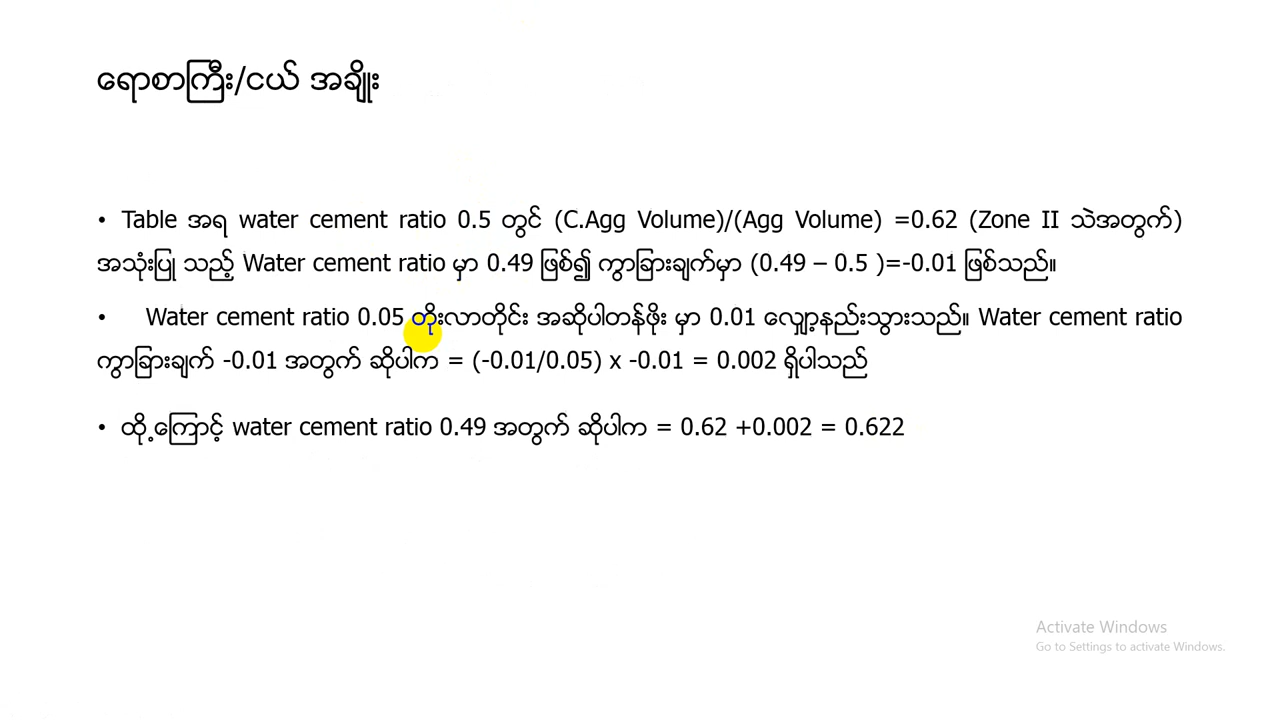 ရောစာကြီး/ငယ် အချိုး
• Table အရ water cement ratio 0.5 တွင် (C.Agg Volume)/(Agg Volume) =0.62 (Zone II သဲအတွက်)
အသုံးပြု သည့် Water cement ratio မှာ 0.49 ဖြစ်၍ ကွာခြားချက်မှာ (0.49 – 0.5 )=-0.01 ဖြစ်သည်။
• Water cement ratio 0.05 တိုးလာတိုင်း အဆိုပါတန်ဖိုး မှာ 0.01 လျှော့နည်းသွားသည်။ Water cement ratio
ကွာခြားချက် -0.01 အတွက် ဆိုပါက = (-0.01/0.05) x -0.01 = 0.002 ရှိပါသည်
• ထို့ကြောင့် water cement ratio 0.49 အတွက် ဆိုပါက = 0.62 +0.002 = 0.622
Activate Windows
Go to Settings to activate Windows.